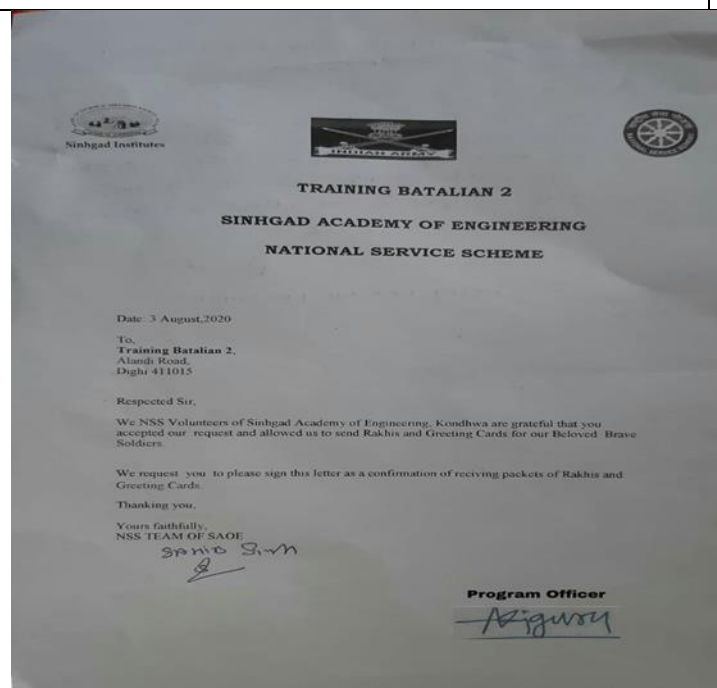 Sinhgad Institutes
INDIAN ARMY
TRAINING BATALIAN 2
SINHGAD ACADEMY OF ENGINEERING
NATIONAL SERVICE SCHEME
Date: 3 August,2020
To,
Training Batalian 2,
Alandi Road,
Dighi 411015
Respected Sir,
We NSS Volunteers of Sinhgad Academy of Engineering, Kondhwa are grateful that you
accepted our request and allowed us to send Rakhis and Greeting Cards for our Beloved Brave
Soldiers.
We request you to please sign this letter as a confirmation of reciving packets of Rakhis and
Greeting Cards.
Thanking you,
Yours faithfully,
NSS TEAM OF SAOE
Program Officer